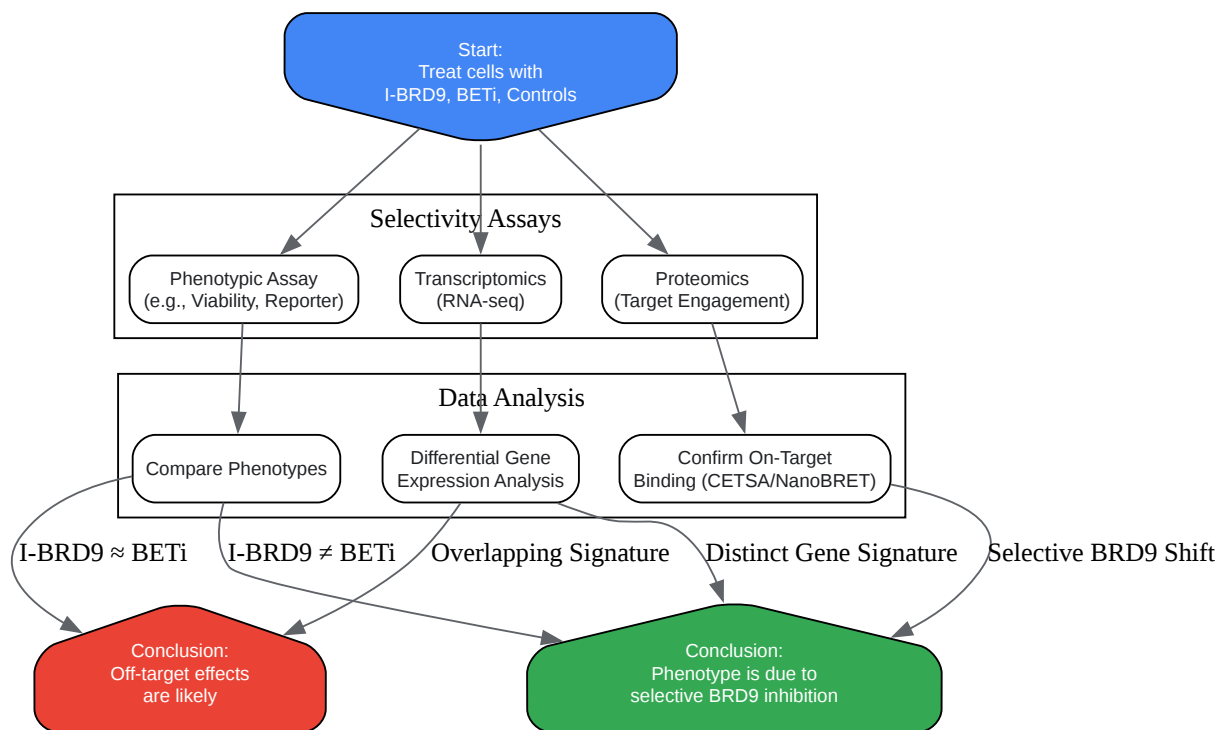 Start:
Treat cells with
I-BRD9, BETi, Controls
Selectivity Assays
Phenotypic Assay
(e.g., Viability, Reporter)
Transcriptomics
(RNA-seq)
Proteomics
(Target Engagement)
Data Analysis
Compare Phenotypes
Differential Gene
Expression Analysis
Confirm On-Target
Binding (CETSA/NanoBRET)
I-BRD9 ≈ BETi
I-BRD9 ≠ BETi
Overlapping Signature
Distinct Gene Signature
Selective BRD9 Shift
Conclusion:
Off-target effects
are likely
Conclusion:
Phenotype is due to
selective BRD9 inhibition